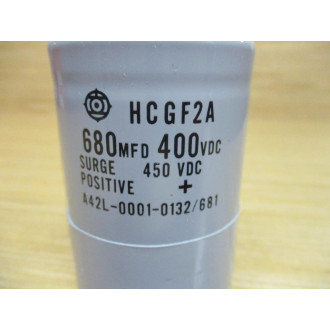 HCGF2A
680MFD 400VDC
SURGE 450 VDC
POSITIVE +
A42L-0001-0132/681